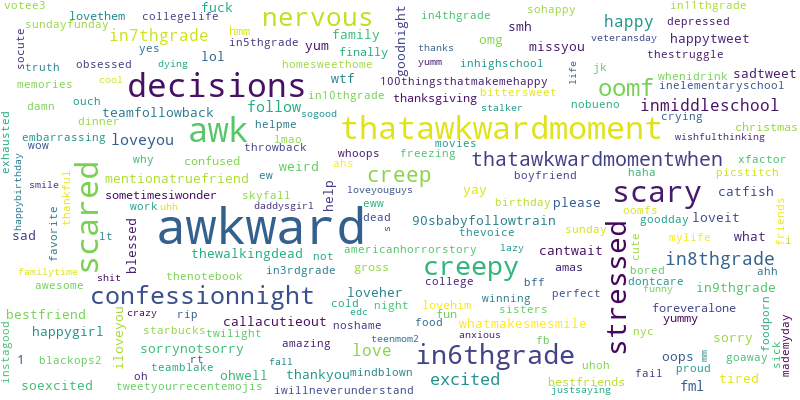 votee3
collegelife
fuck
in11thgrade
lovethem
nervous
in4thgrade
sohappy
depressed
sundayfunday
hmm
happy
in7thgrade
family
goodnight
smh
veteransday
happytweet
socute
yes
in5thgrade
yum
finally
omg
missyou
thestruggle
lol
thanks
truth
obsessed
dying
homesweethome
yumm
inhighschool
life
jk
whenidrink
sadtweet
memories
cool
decisions
wtf
100thingsthatmakemehappy
bittersweet
oomf
inelementaryschool
ouch
in10thgrade
thanksgiving
damn
teamfollowback
follow
sogood
stalker
nobueno
inmiddleschool
crying
exhausted
dinner
awk
helpme
thatawkwardmoment
christmas
embarrassing
loveyou
lmao
movies
wishfulthinking
wow
throwback
why
confused
whoops
freezing
thatawkwardmomentwhen
xfactor
scared
weird
ahs
creep
boyfriend
haha
picstitch
happybirthday
smile
thankful
mentionatruefriend
ew
loveyouguys
yay
scary
catfish
sometimesiwonder
skyfall
help
eww
birthday
please
oomfs
work
uhh
daddysgirl
dead
90sbabyfollowtrain
goodday
loveit
friends
sad
favorite
lt
blessed
awkward
s
thevoice
lazy
sunday
stressed
cute
mylife
what
fi
thewalkingdead
not
americanhorrorstory
cantwait
in8thgrade
familytime
shit
thenotebook
in3rdgrade
gross
creepy
amas
bored
ahh
awesome
college
bff
dontcare
funny
in9thgrade
confessionnight
loveher
winning
perfect
foodporn
bestfriend
crazy
rip
cold
night
lovehim
sisters
foreveralone
edc
fun
yummy
instagood
happygirl
iloveyou
starbucks
callacutieout
noshame
food
whatmakesmesmile
nyc
mademyday
twilight
teenmom2
anxious
sorry
amazing
fb
sorrynotsorry
love
in6thgrade
uhoh
oops
mm
goaway
sick
1
blackops2
rt
fall
teamblake
mindblown
fail
proud
soexcited
oh
ohwell
thankyou
excited
bestfriends
tired
tweetyourrecentemojis
iwillneverunderstand
justsaying
fml